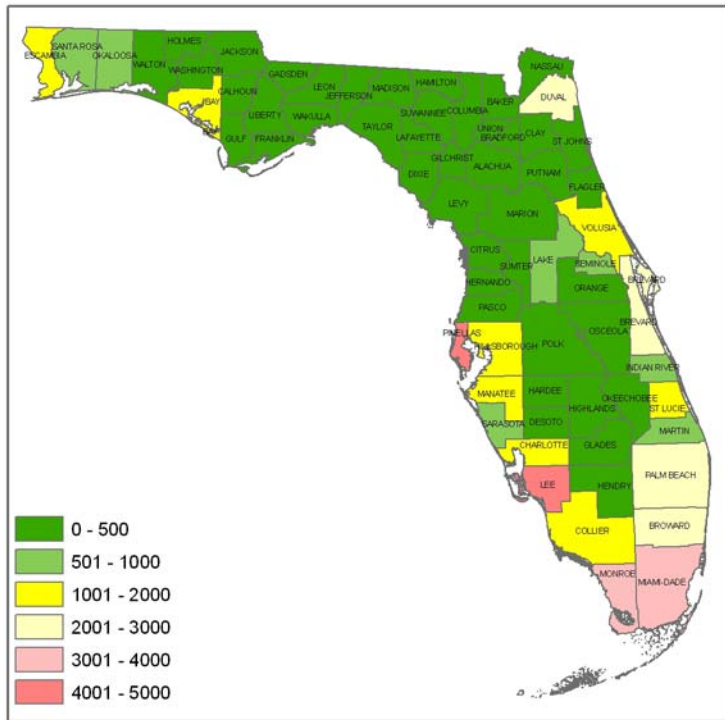 NASSAU
HOLMES
JACKSON
SANTA ROSA
OKALOOSA
ESCAMBIA
WALTON
WASHINGTON
GADSDEN
HAMILTON
LEON
MADISON
JEFFERSON
BAKER
DUVAL
BAY
CALHOUN
LIBERTY
WAKULLA
SUWANNEE
COLUMBIA
TAYLOR
UNION
CLAY
BRADFORD
ST JOHNS
GULF
FRANKLIN
LAFAYETTE
GILCHRIST
ALACHUA
PUTNAM
DIXIE
FLAGLER
LEVY
MARION
VOLUSIA
CITRUS
SUMTER
LAKE
SEMINOLE
HERNANDO
ORANGE
BREVARD
PASCO
BREVARD
OSCEOLA
PINELLAS
HILLSBOROUGH
POLK
INDIAN RIVER
MANATEE
HARDEE
OKEECHOBEE
HIGHLANDS
ST LUCIE
SARASOTA
DESOTO
MARTIN
CHARLOTTE
GLADES
PALM BEACH
LEE
HENDRY
COLLIER
BROWARD
MONROE
MIAMI-DADE
0 - 500
501 - 1000
1001 - 2000
2001 - 3000
3001 - 4000
4001 - 5000